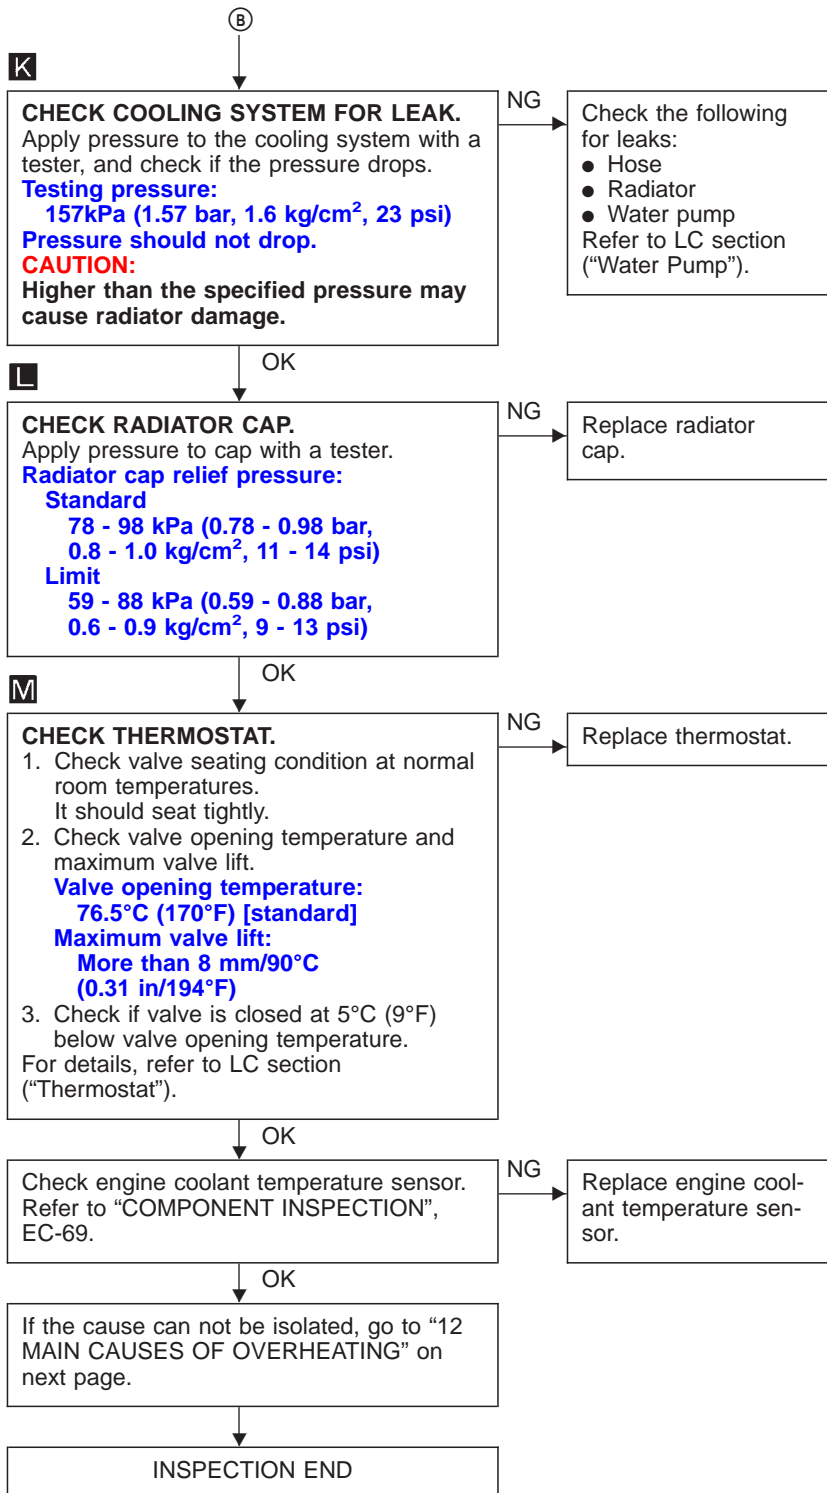 B
K
CHECK COOLING SYSTEM FOR LEAK.
Apply pressure to the cooling system with a
tester, and check if the pressure drops.
Testing pressure:
157kPa (1.57 bar, 1.6 kg/cm², 23 psi)
Pressure should not drop.
CAUTION:
Higher than the specified pressure may
cause radiator damage.
NG
Check the following
for leaks:
● Hose
● Radiator
● Water pump
Refer to LC section
(“Water Pump”).
OK
L
CHECK RADIATOR CAP.
Apply pressure to cap with a tester.
Radiator cap relief pressure:
Standard
78 - 98 kPa (0.78 - 0.98 bar,
0.8 - 1.0 kg/cm², 11 - 14 psi)
Limit
59 - 88 kPa (0.59 - 0.88 bar,
0.6 - 0.9 kg/cm², 9 - 13 psi)
NG
Replace radiator
cap.
OK
M
CHECK THERMOSTAT.
1. Check valve seating condition at normal
room temperatures.
It should seat tightly.
2. Check valve opening temperature and
maximum valve lift.
Valve opening temperature:
76.5°C (170°F) [standard]
Maximum valve lift:
More than 8 mm/90°C
(0.31 in/194°F)
3. Check if valve is closed at 5°C (9°F)
below valve opening temperature.
For details, refer to LC section
(“Thermostat”).
NG
Replace thermostat.
OK
Check engine coolant temperature sensor.
Refer to “COMPONENT INSPECTION”,
EC-69.
NG
Replace engine cool-
ant temperature sen-
sor.
OK
If the cause can not be isolated, go to “12
MAIN CAUSES OF OVERHEATING” on
next page.
INSPECTION END